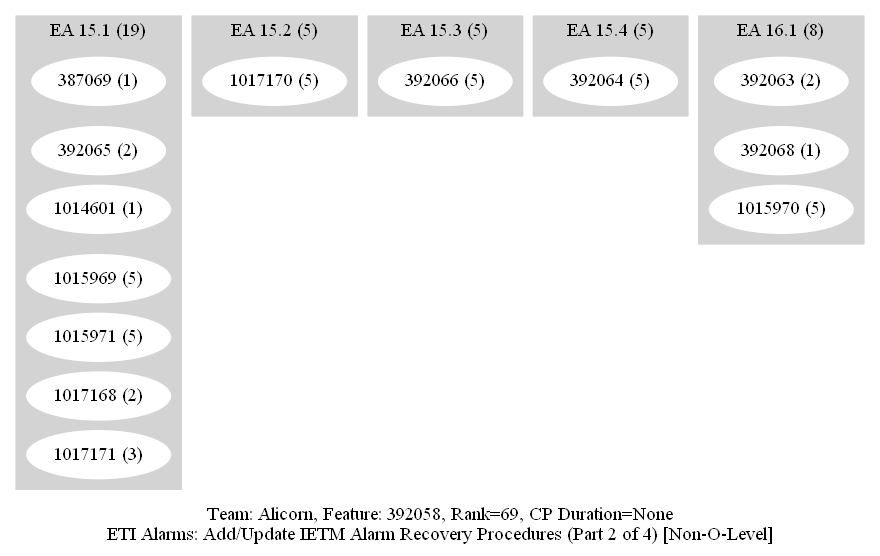 EA 15.1 (19)
387069 (1)
392065 (2)
1014601 (1)
1015969 (5)
1015971 (5)
1017168 (2)
1017171 (3)
EA 15.2 (5)
1017170 (5)
EA 15.3 (5)
392066 (5)
EA 15.4 (5)
392064 (5)
EA 16.1 (8)
392063 (2)
392068 (1)
1015970 (5)
Team: Alicorn, Feature: 392058, Rank=69, CP Duration=None
ETI Alarms: Add/Update IETM Alarm Recovery Procedures (Part 2 of 4) [Non-O-Level]